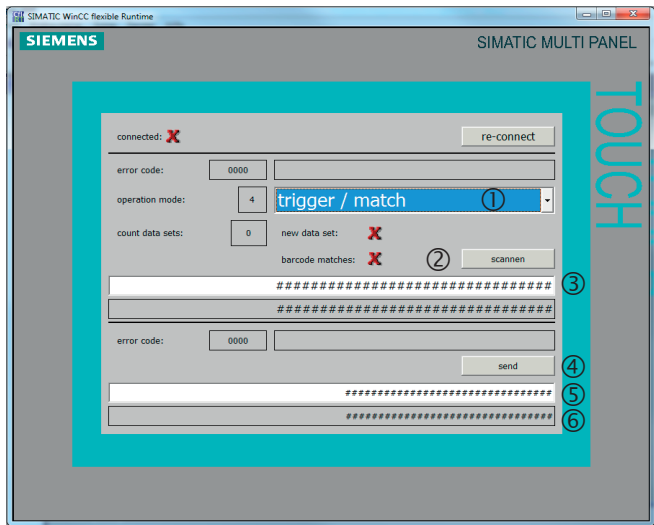 SIMATIC WinCC flexible Runtime
SIEMENS
SIMATIC MULTI PANEL
TOUCH
connected: X
re-connect
error code: 0000
operation mode: 4 trigger / match ①
count data sets: 0 new data set: X
barcode matches: X ② scannen
################################ ③
################################
error code: 0000
send ④
################################ ⑤
################################ ⑥